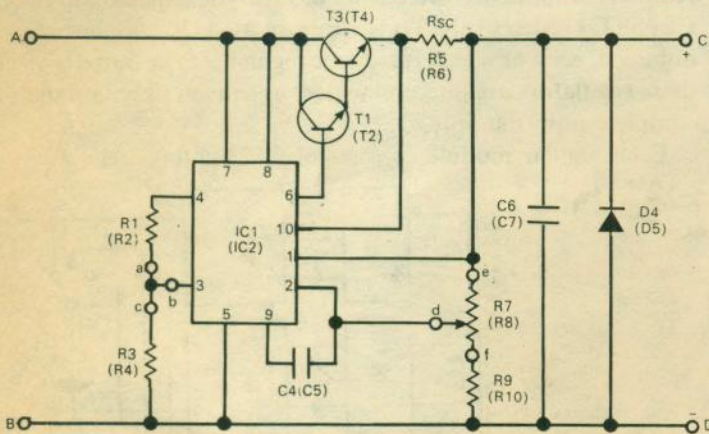 T3(T4)
A
RSC
C
+
R5
(R6)
T1
(T2)
7
8
4
6
R1
(R2)
IC1
(IC2)
10
1
C6
(C7)
D4
(D5)
a
b
3
2
e
c
d
R7
(R8)
5
9
f
R3
(R4)
C4(C5)
R9
(R10)
B
-
-
D